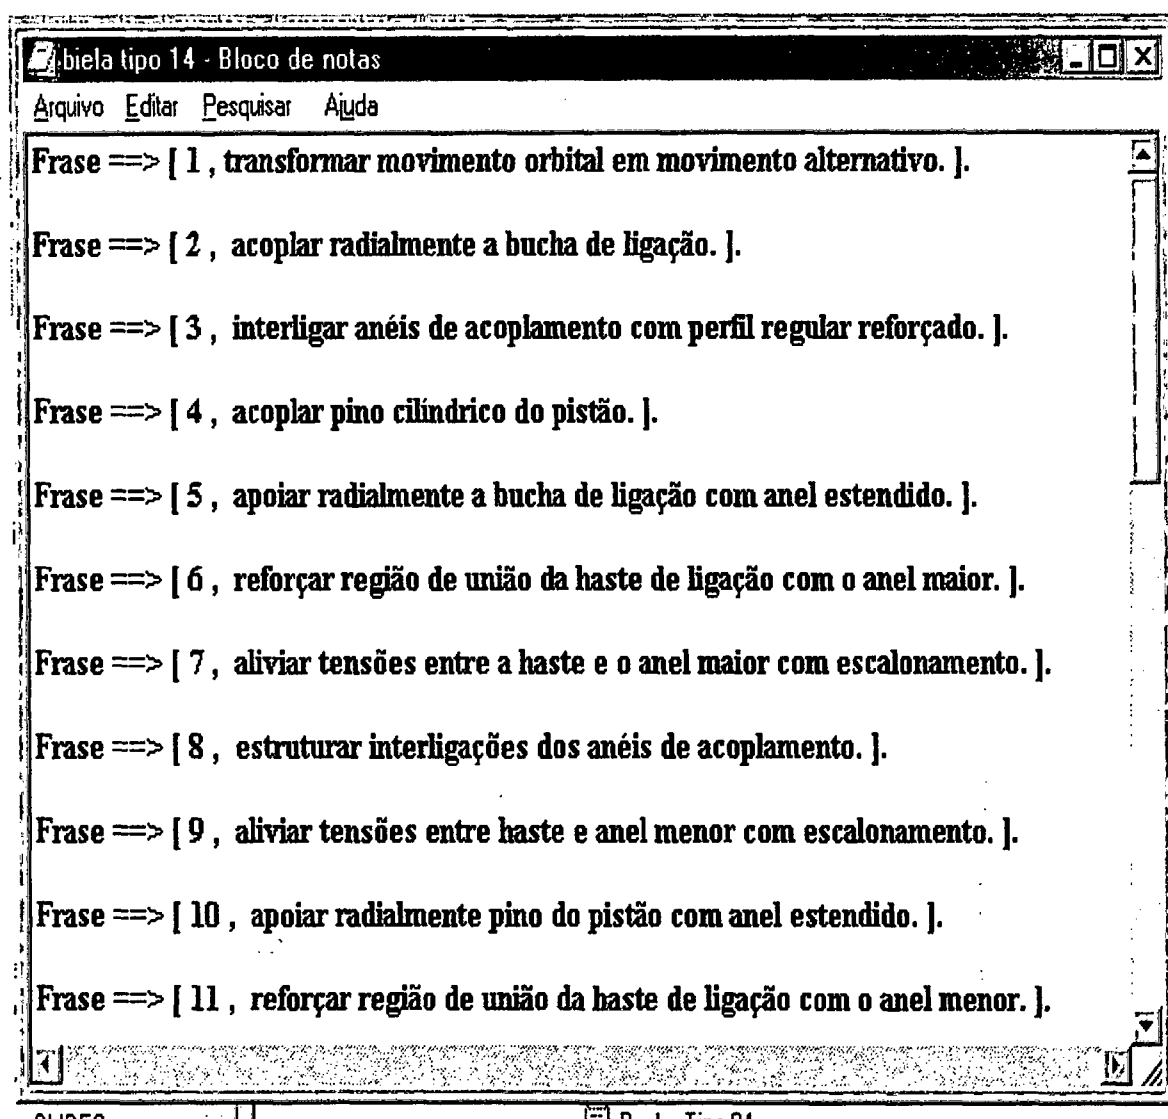 biela tipo 14 - Bloco de notas
Arquivo Editar Pesquisar Ajuda
Frase ==> [ 1 , transformar movimento orbital em movimento alternativo. ].
Frase ==> [ 2 , acoplar radialmente a bucha de ligação. ].
Frase ==> [ 3 , interligar anéis de acoplamento com perfil regular reforçado. ].
Frase ==> [ 4 , acoplar pino cilíndrico do pistão. ].
Frase ==> [ 5 , apoiar radialmente a bucha de ligação com anel estendido. ].
Frase ==> [ 6 , reforçar região de união da haste de ligação com o anel maior. ].
Frase ==> [ 7 , aliviar tensões entre a haste e o anel maior com escalonamento. ].
Frase ==> [ 8 , estruturar interligações dos anéis de acoplamento. ].
Frase ==> [ 9 , aliviar tensões entre haste e anel menor com escalonamento. ].
Frase ==> [ 10 , apoiar radialmente pino do pistão com anel estendido. ].
Frase ==> [ 11 , reforçar região de união da haste de ligação com o anel menor. ].